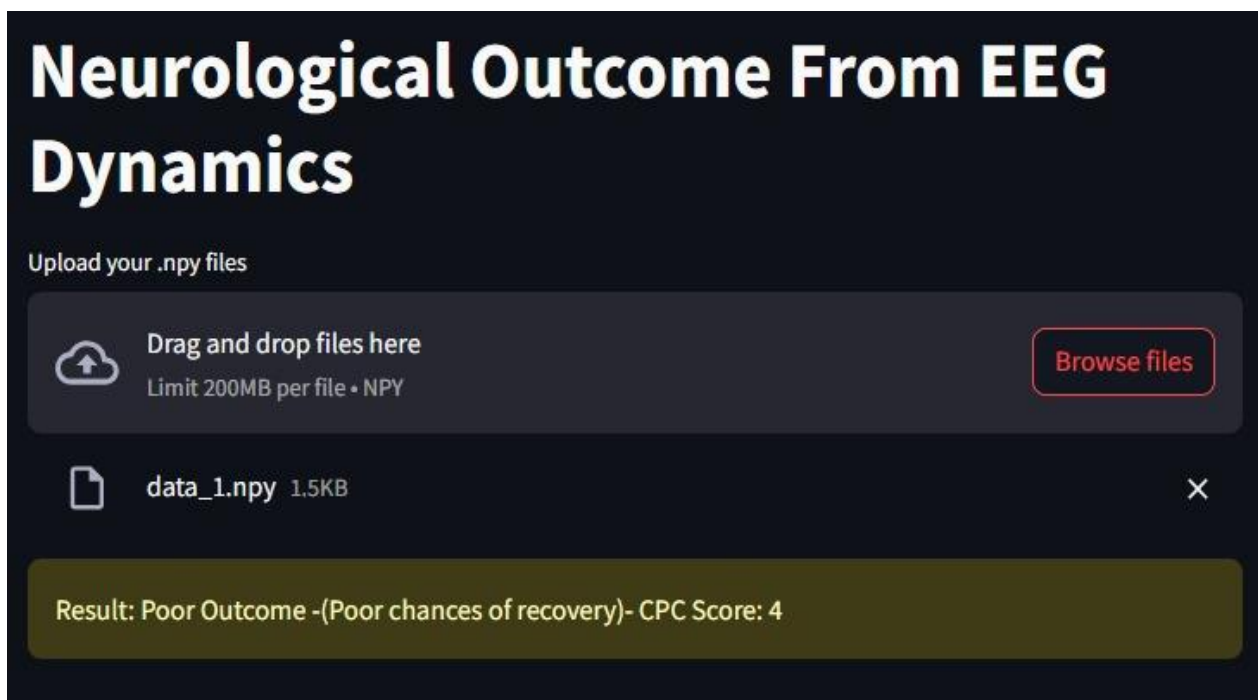 Neurological Outcome From EEG
Dynamics
Upload your .npy files
Drag and drop files here
Limit 200MB per file • NPY
Browse files
data_1.npy 1.5KB
Result: Poor Outcome -(Poor chances of recovery)- CPC Score: 4